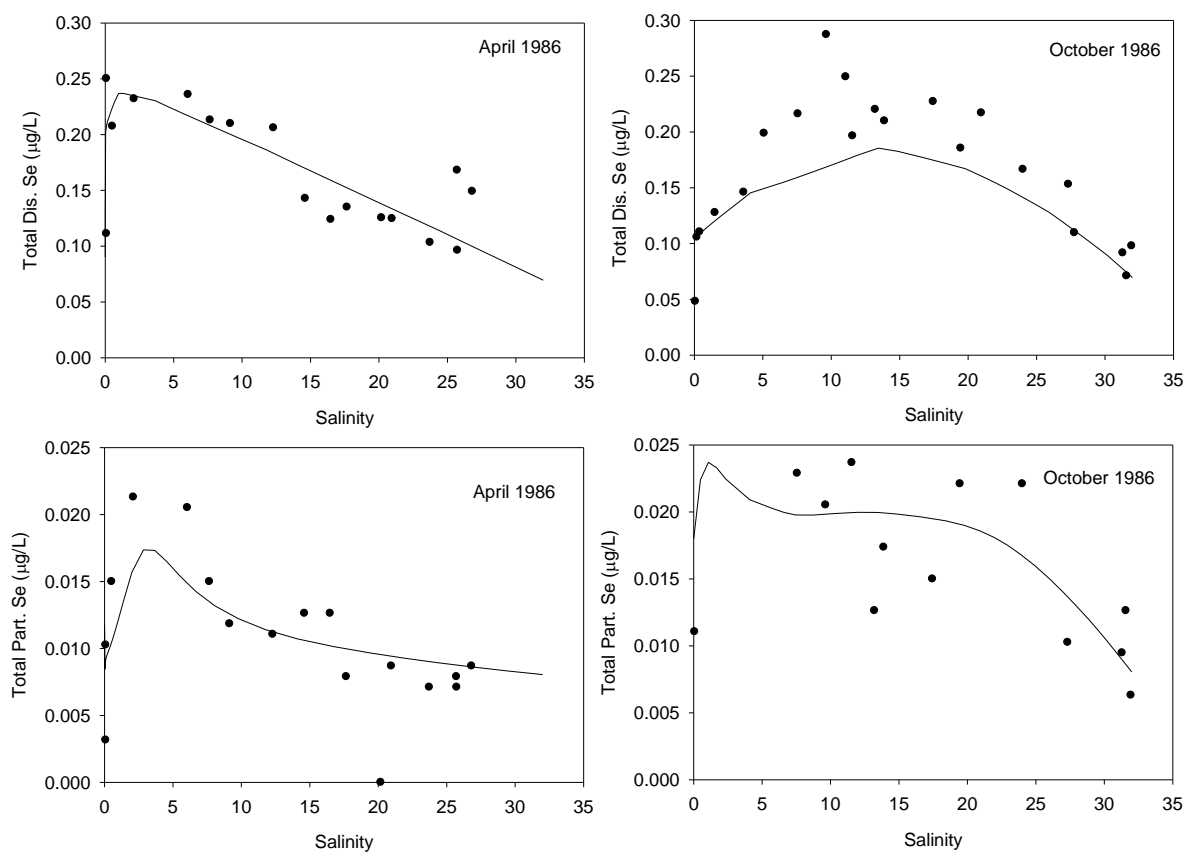 0.30
0.25
0.20
0.15
0.10
0.05
0.00
Total Dis. Se (µg/L)
April 1986
0 5 10 15 20 25 30 35
Salinity
0.30
0.25
0.20
0.15
0.10
0.05
0.00
Total Dis. Se (µg/L)
October 1986
0 5 10 15 20 25 30 35
Salinity
0.025
0.020
0.015
0.010
0.005
0.000
Total Part. Se (µg/L)
April 1986
0 5 10 15 20 25 30 35
Salinity
0.025
0.020
0.015
0.010
0.005
0.000
Total Part. Se (µg/L)
October 1986
0 5 10 15 20 25 30 35
Salinity